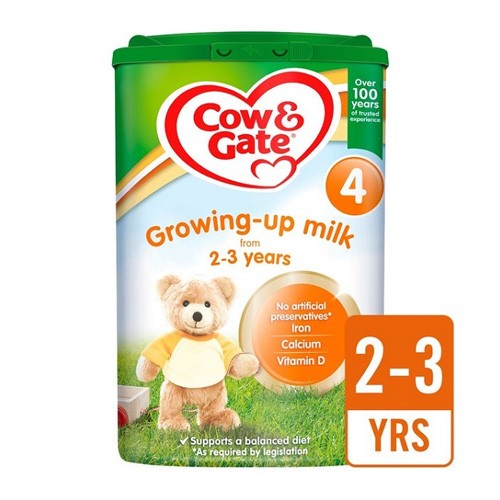 Cow &
Gate®
Over
100
years
of trusted
experience
4
Growing-up milk
from
2-3 years
No artificial
preservatives*
Iron
Calcium
Vitamin D
✓Supports a balanced diet
*As required by legislation
2-3
YRS